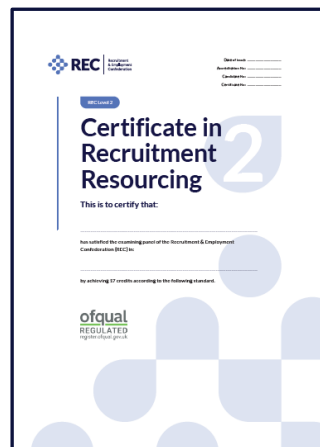 REC
Recruitment
& Employment
Confederation
Date of Issue:
Accreditation No:
Candidate No:
Certificate No:
REC Level 2
2
Certificate in
Recruitment
Resourcing
This is to certify that:
has satisfied the examining panel of the Recruitment & Employment
Confederation (REC) in:
by achieving 17 credits according to the following standard.
ofqual
REGULATED
register.ofqual.gov.uk